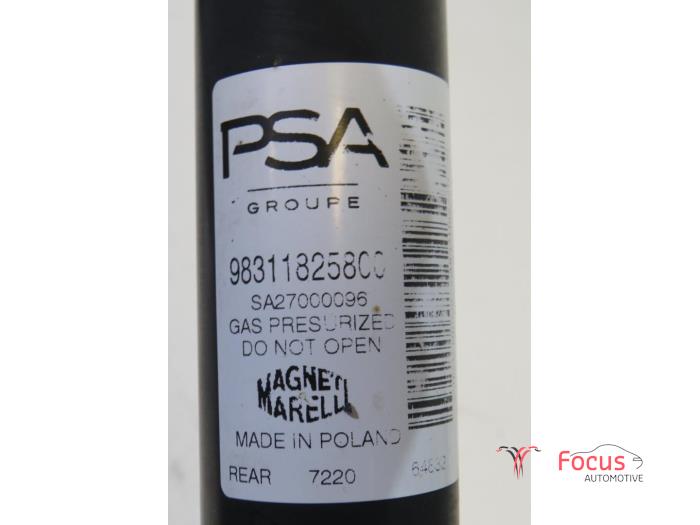 PSA
GROUPE
9831182580
SA27000096
GAS PRESURIZED
DO NOT OPEN
MAGNETI
MARELLI
MADE IN POLAND
REAR 7220
Focus
AUTOMOTIVE